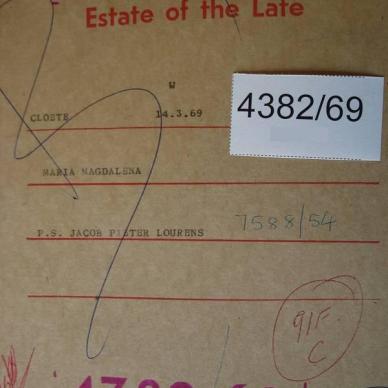 Estate of the Late
W
CLOETE 14.3.69
4382/69
MARIA MAGDALENA
P.S. JACOB PIETER LOURENS 7588/54
91F.
C